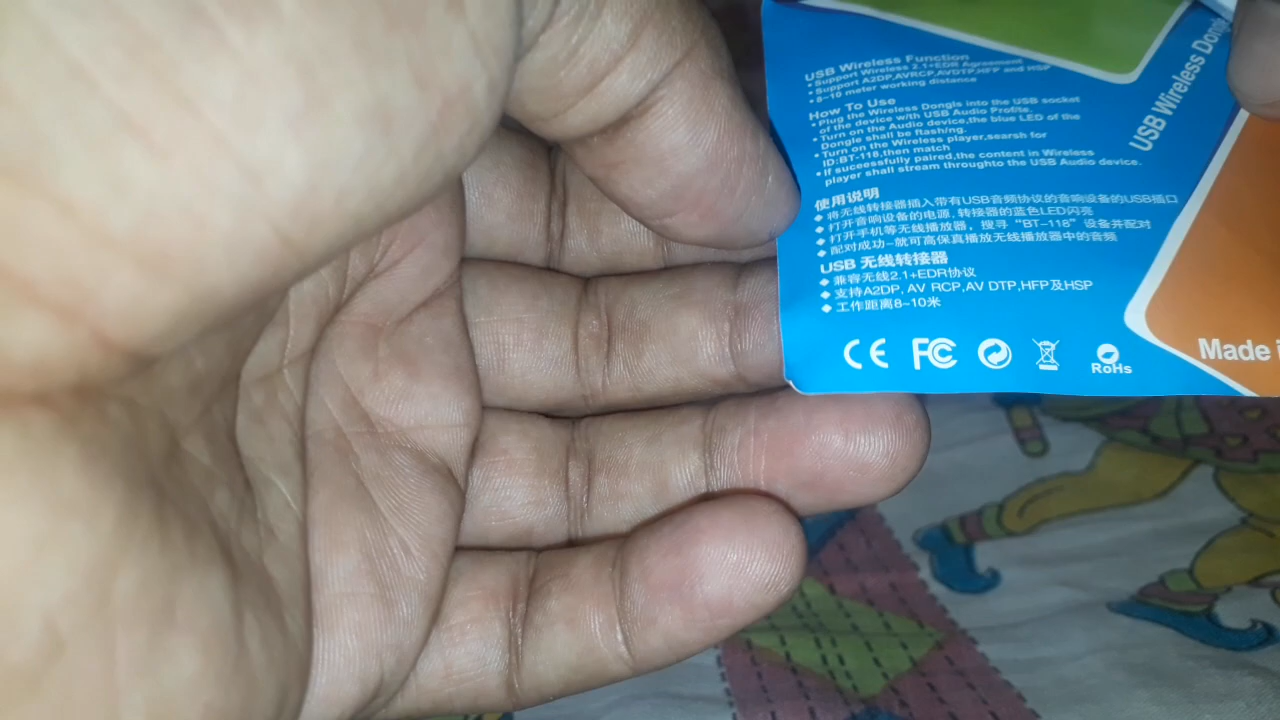 USB Wireless Function
• Support Wireless 2.1+EDR Agreement
• Support A2DP,AVRCP,AVDTP,HFP and HSP
• 8~10 meter working distance
How To Use
• Plug the Wireless Dongls into the USB socket
of the device with USB Audio Profile.
• Turn on the Audio device,the blue LED of the
Dongle shall be flashing.
• Turn on the Wireless player,search for
ID:BT-118,then match
• If suceessfully paired,the content in Wireless
player shall stream throughto the USB Audio device.
使用说明
◆ 将无线转接器插入带有USB音频协议的音响设备的USB插口
◆ 打开音响设备的电源,转接器的蓝色LED闪亮
◆ 打开手机等无线播放器，搜寻“BT-118”设备并配对
◆ 配对成功-就可高保真播放无线播放器中的音频
USB 无线转接器
◆ 兼容无线2.1+EDR协议
◆ 支持A2DP, AV RCP,AV DTP,HFP及HSP
◆ 工作距离8~10米
CE FC RoHs
USB Wireless Dongle
Made